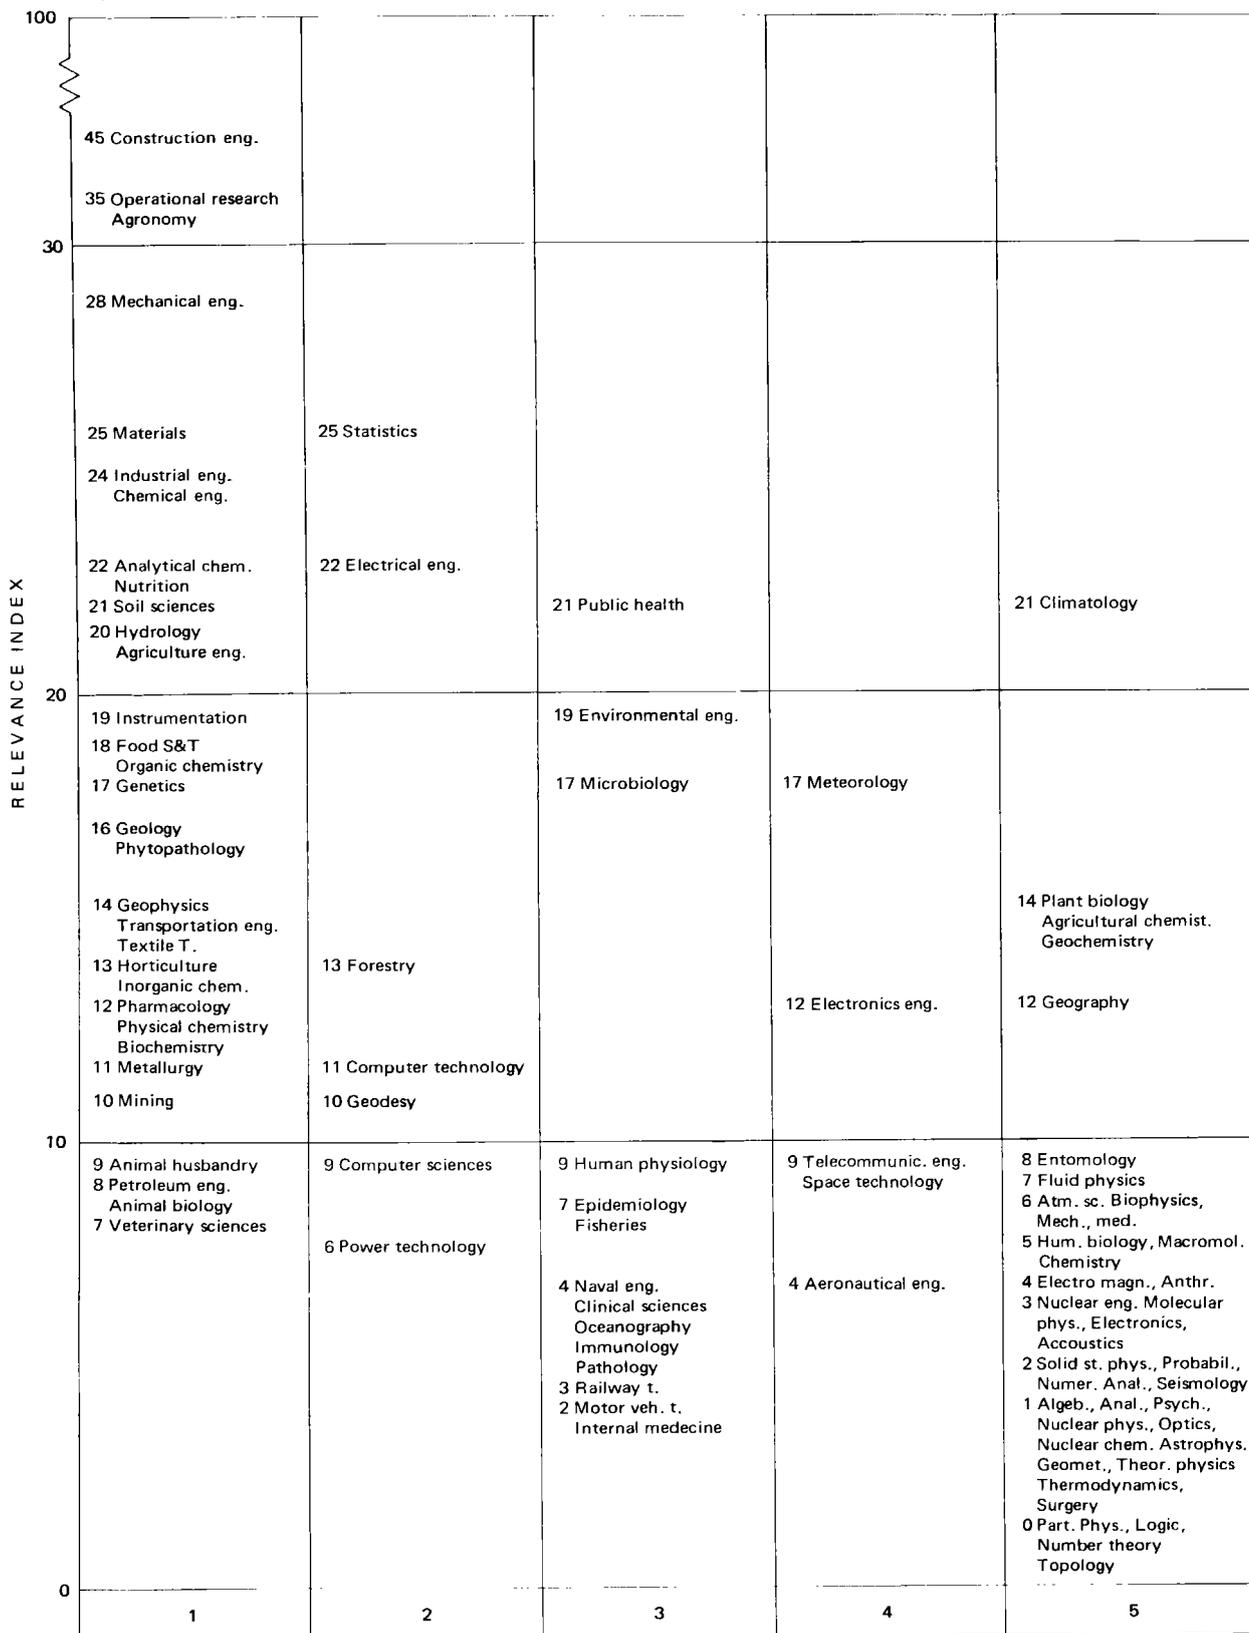 100
45 Construction eng.
35 Operational research
Agronomy
30
28 Mechanical eng.
25 Materials
24 Industrial eng.
Chemical eng.
22 Analytical chem.
Nutrition
21 Soil sciences
20 Hydrology
Agriculture eng.
25 Statistics
22 Electrical eng.
21 Public health
21 Climatology
RELEVANCE INDEX
20
19 Instrumentation
18 Food S&T
Organic chemistry
17 Genetics
16 Geology
Phytopathology
14 Geophysics
Transportation eng.
Textile T.
13 Horticulture
Inorganic chem.
12 Pharmacology
Physical chemistry
Biochemistry
11 Metallurgy
10 Mining
13 Forestry
11 Computer technology
10 Geodesy
19 Environmental eng.
17 Microbiology
17 Meteorology
12 Electronics eng.
14 Plant biology
Agricultural chemist.
Geochemistry
12 Geography
10
9 Animal husbandry
8 Petroleum eng.
Animal biology
7 Veterinary sciences
9 Computer sciences
6 Power technology
9 Human physiology
7 Epidemiology
Fisheries
4 Naval eng.
Clinical sciences
Oceanography
Immunology
Pathology
3 Railway t.
2 Motor veh. t.
Internal medecine
9 Telecommunic. eng.
Space technology
4 Aeronautical eng.
8 Entomology
7 Fluid physics
6 Atm. sc. Biophysics,
Mech., med.
5 Hum. biology, Macromol.
Chemistry
4 Electro magn., Anthr.
3 Nuclear eng. Molecular
phys., Electronics,
Accoustics
2 Solid st. phys., Probabil.,
Numer. Anal., Seismology
1 Algeb., Anal., Psych.,
Nuclear phys., Optics,
Nuclear chem. Astrophys.
Geomet., Theor. physics
Thermodynamics,
Surgery
0 Part. Phys., Logic,
Number theory
Topology
0
1
2
3
4
5